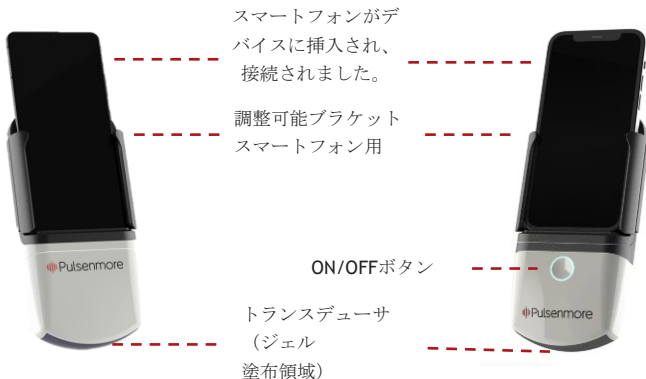 スマートフォンがデ
バイスに挿入され、
接続されました。
調整可能ブラケット
スマートフォン用
ON/OFFボタン
Pulsenmore
Pulsenmore
トランスデューサ
（ジェル
塗布領域）